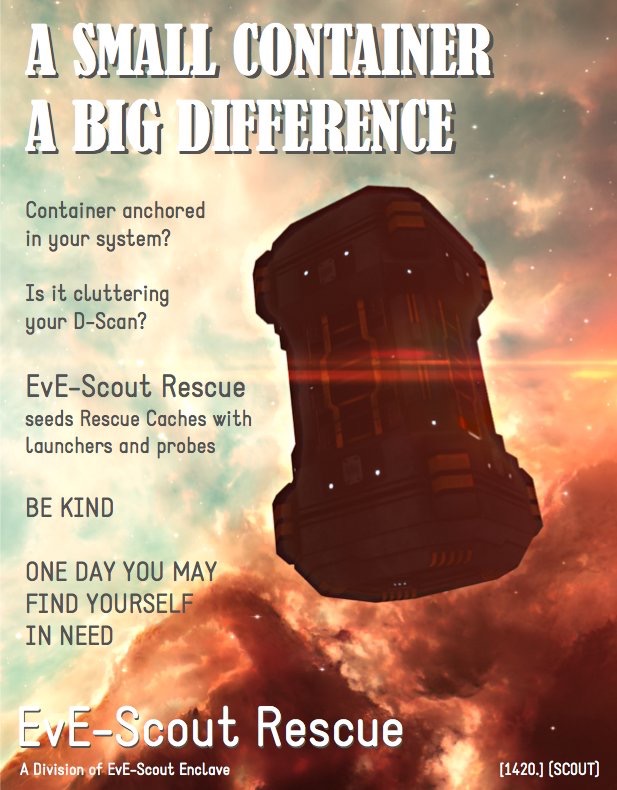 A SMALL CONTAINER
A BIG DIFFERENCE
Container anchored
in your system?
Is it cluttering
your D-Scan?
EvE-Scout Rescue
seeds Rescue Caches with
launchers and probes
BE KIND
ONE DAY YOU MAY
FIND YOURSELF
IN NEED
EvE-Scout Rescue
A Division of EvE-Scout Enclave
[1420.] (SCOUT)